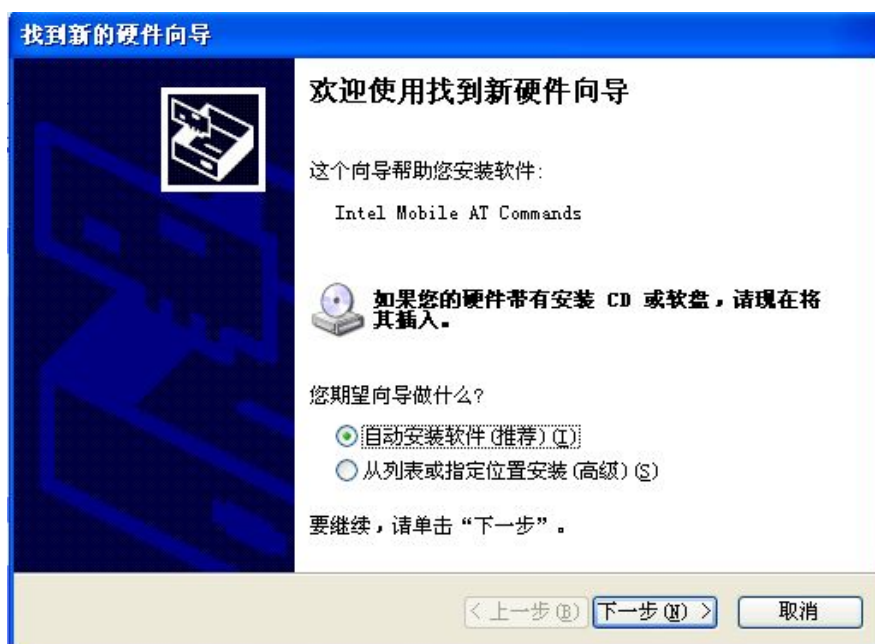 找到新的硬件向导
欢迎使用找到新硬件向导
这个向导帮助您安装软件:
Intel Mobile AT Commands
如果您的硬件带有安装 CD 或软盘，请现在将
其插入。
您期望向导做什么?
自动安装软件(推荐)(I)
从列表或指定位置安装(高级)(S)
要继续，请单击“下一步”。
< 上一步(B) 下一步(N) > 取消